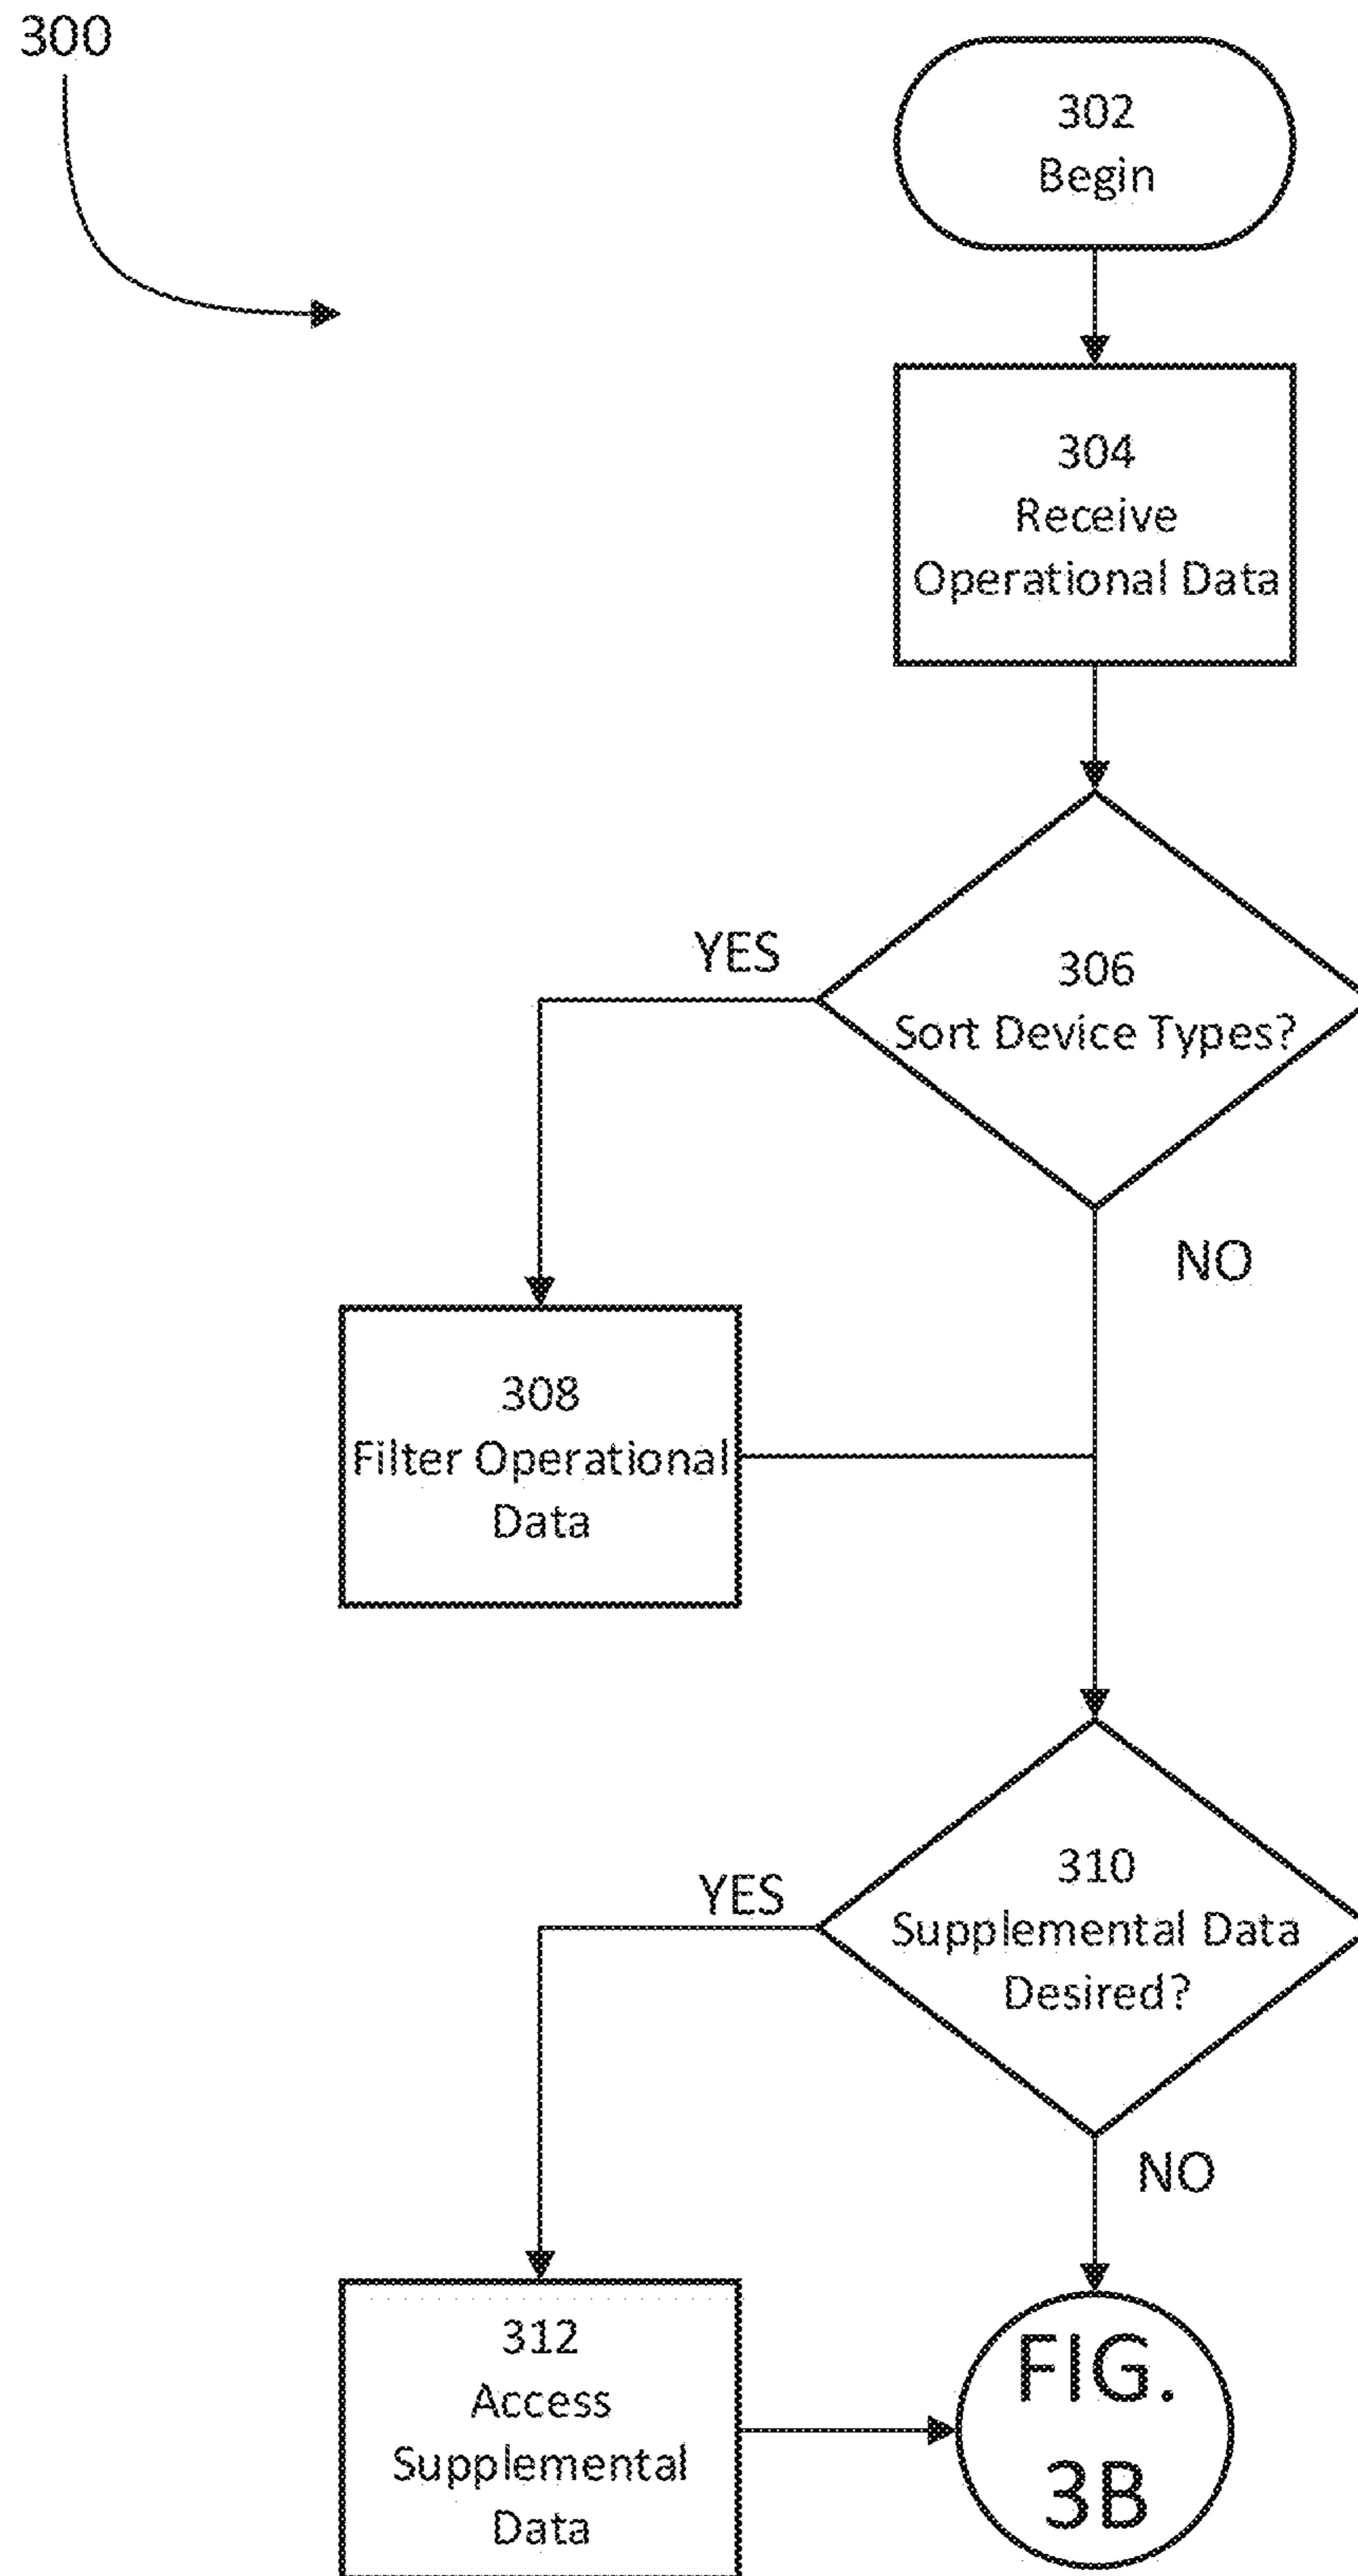 300
302
Begin
304
Receive
Operational Data
YES
306
Sort Device Types?
NO
308
Filter Operational
Data
YES
310
Supplemental Data
Desired?
NO
312
Access
Supplemental
Data
FIG.
3B